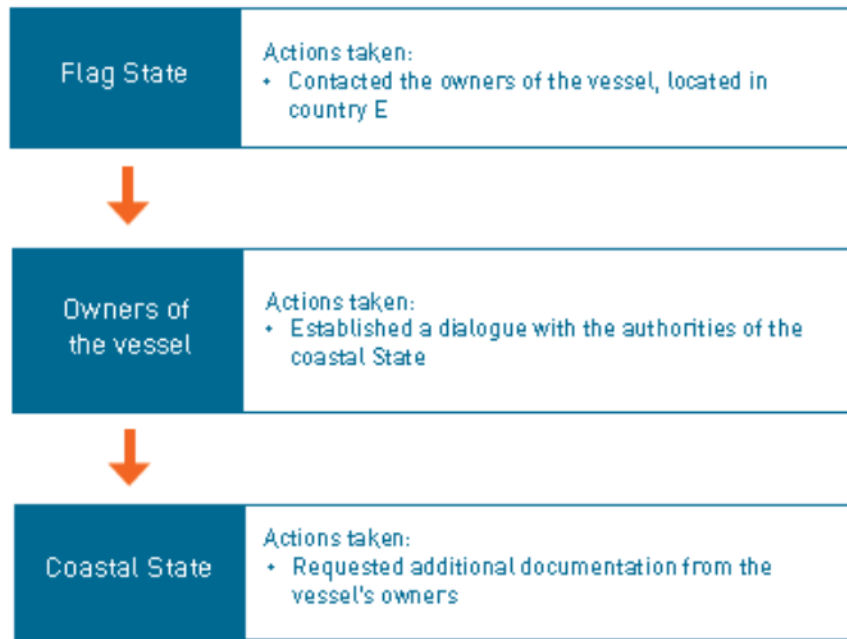 Flag State
Actions taken:
• Contacted the owners of the vessel, located in
country E
Owners of
the vessel
Actions taken:
• Established a dialogue with the authorities of the
coastal State
Coastal State
Actions taken:
• Requested additional documentation from the
vessel's owners